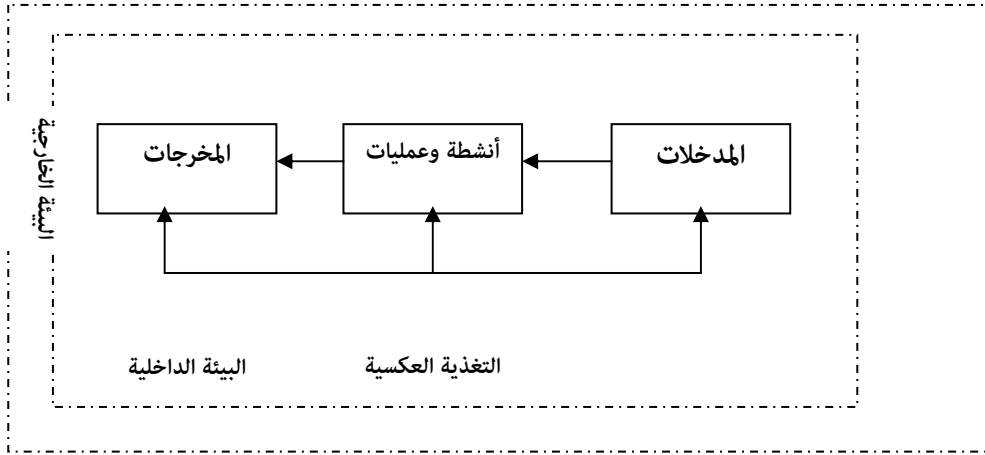 المدخلات
أنشطة وعمليات
المخرجات
البيئة الخارجية
التغذية العكسية
البيئة الداخلية